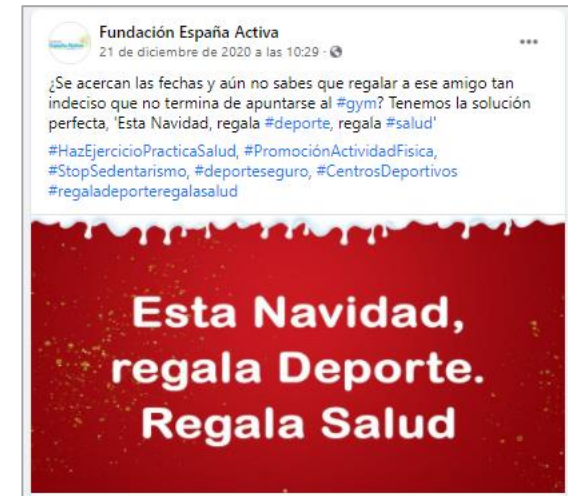 Fundación España Activa
21 de diciembre de 2020 a las 10:29 ·
¿Se acercan las fechas y aún no sabes que regalar a ese amigo tan
indeciso que no termina de apuntarse al #gym? Tenemos la solución
perfecta, 'Esta Navidad, regala #deporte, regala #salud'
#HazEjercicioPracticaSalud, #PromociónActividadFisica,
#StopSedentarismo, #deporteseguro, #CentrosDeportivos
#regaladeporteregalasalud
Esta Navidad,
regala Deporte.
Regala Salud